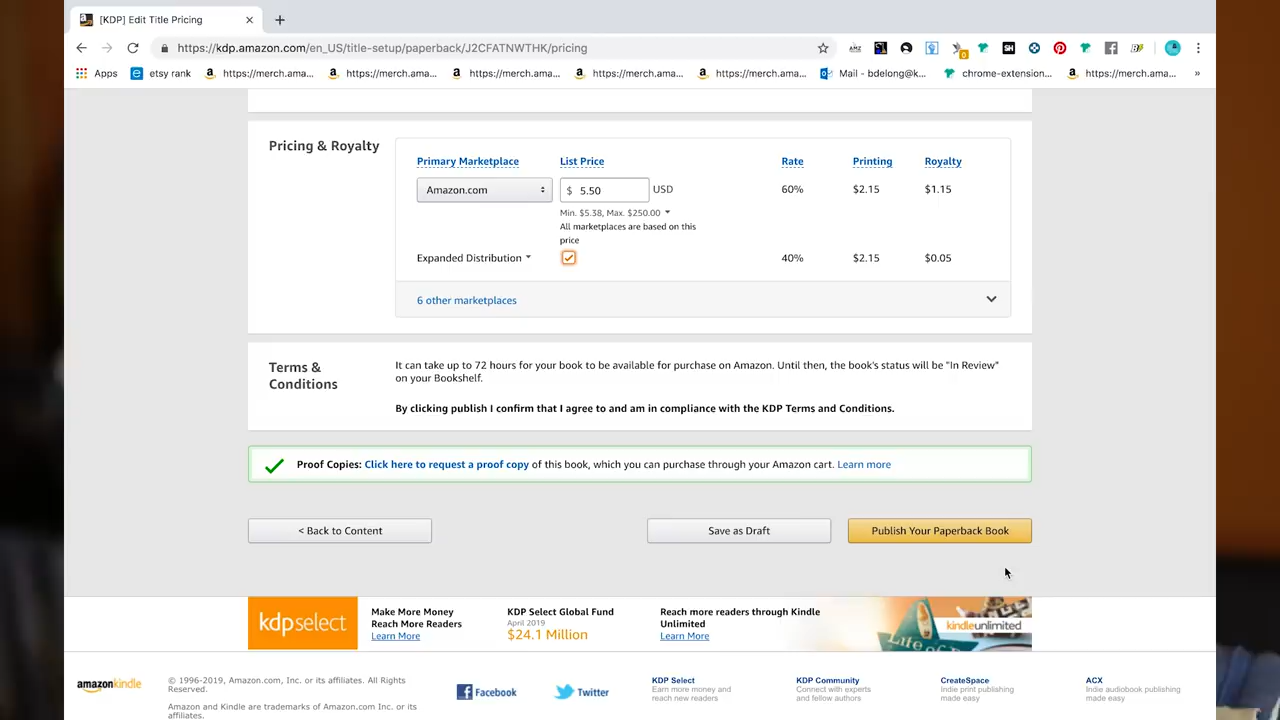 [KDP] Edit Title Pricing
https://kdp.amazon.com/en_US/title-setup/paperback/J2CFATNWTHK/pricing
Apps etsy rank https://merch.ama... https://merch.ama... https://merch.ama... https://merch.ama... https://merch.ama... Mail - bdelong@k... chrome-extension... https://merch.ama... »
Pricing & Royalty
Primary Marketplace List Price Rate Printing Royalty
Amazon.com $ 5.50 USD 60% $2.15 $1.15
Min. $5.38, Max. $250.00
All marketplaces are based on this
price
Expanded Distribution 40% $2.15 $0.05
6 other marketplaces
Terms &
Conditions
It can take up to 72 hours for your book to be available for purchase on Amazon. Until then, the book's status will be "In Review"
on your Bookshelf.
By clicking publish I confirm that I agree to and am in compliance with the KDP Terms and Conditions.
Proof Copies: Click here to request a proof copy of this book, which you can purchase through your Amazon cart. Learn more
< Back to Content Save as Draft Publish Your Paperback Book
kdp select
Make More Money
Reach More Readers
Learn More
KDP Select Global Fund
April 2019
$24.1 Million
Reach more readers through Kindle
Unlimited
Learn More
kindleunlimited
amazonkindle
© 1996-2019, Amazon.com, Inc. or its affiliates. All Rights
Reserved.
Amazon and Kindle are trademarks of Amazon.com Inc. or its
affiliates.
Facebook
Twitter
KDP Select
Earn more money and
reach new readers
KDP Community
Connect with experts
and fellow authors
CreateSpace
Indie print publishing
made easy
ACX
Indie audiobook publishing
made easy